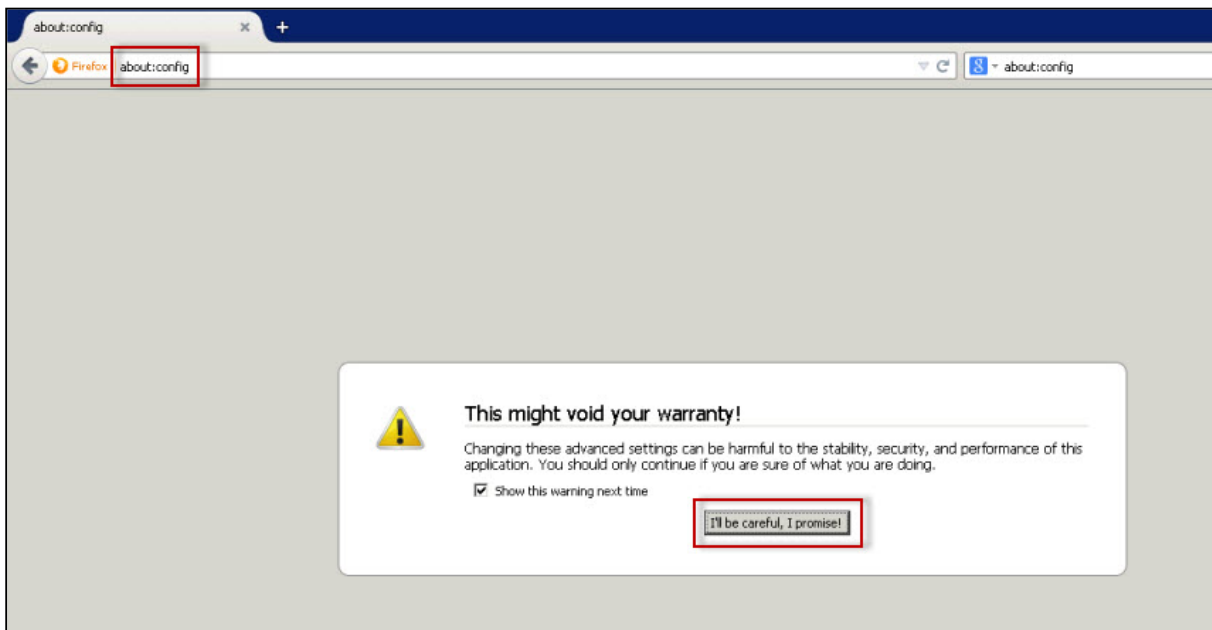 about:config
Firefox about:config
8 about:config
This might void your warranty!
Changing these advanced settings can be harmful to the stability, security, and performance of this
application. You should only continue if you are sure of what you are doing.
Show this warning next time
I'll be careful, I promise!